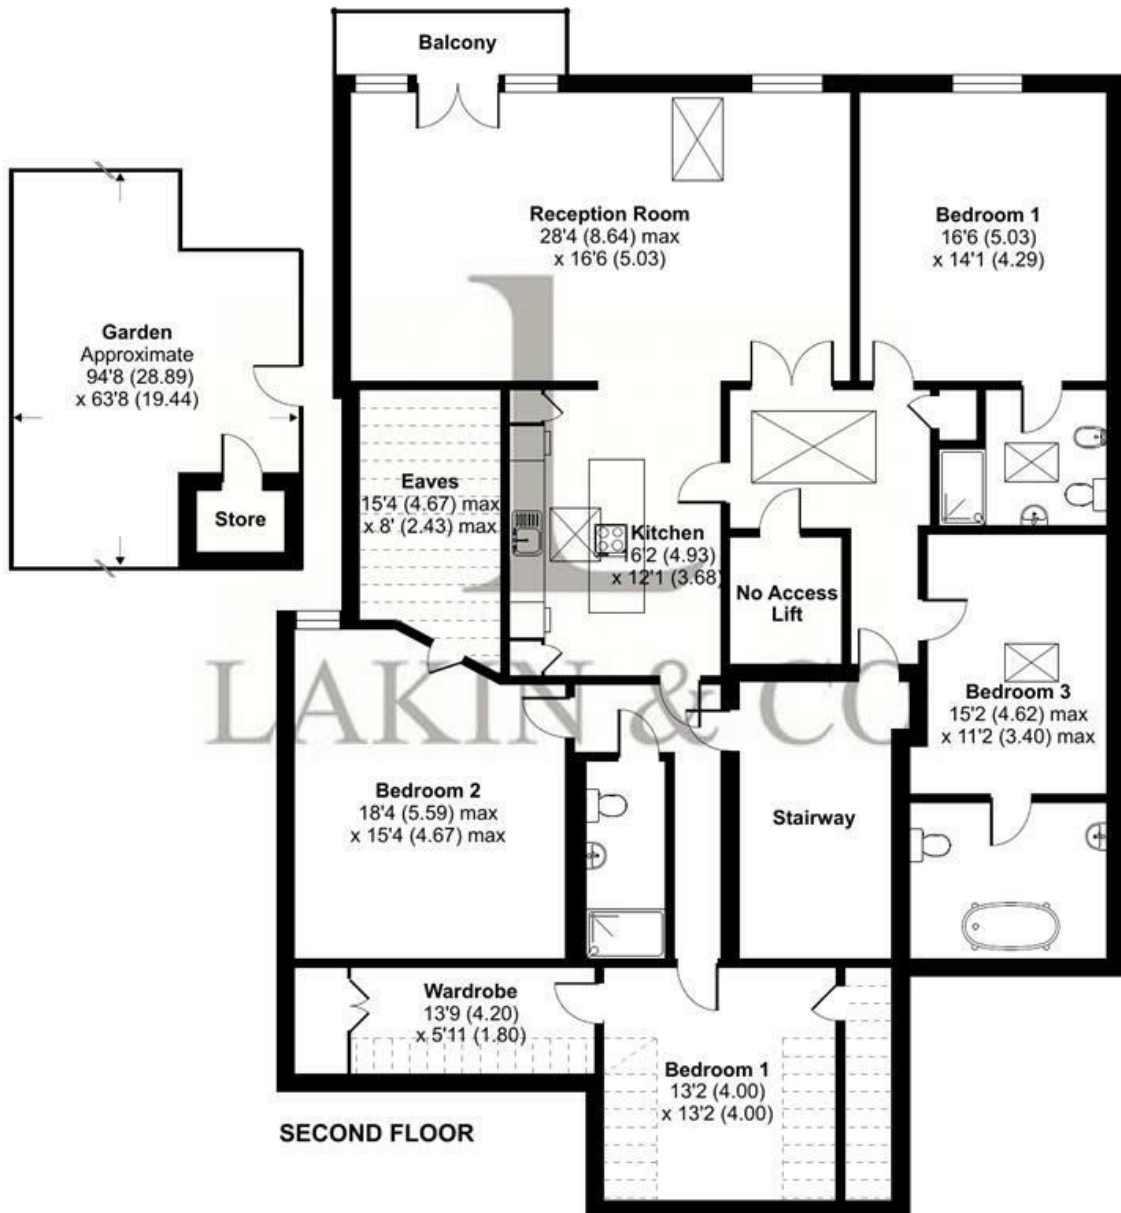 Balcony
Reception Room
28'4 (8.64) max
x 16'6 (5.03)
Bedroom 1
16'6 (5.03)
x 14'1 (4.29)
Garden
Approximate
94'8 (28.89)
x 63'8 (19.44)
Store
Eaves
15'4 (4.67) max
x 8' (2.43) max
Kitchen
16'2 (4.93)
x 12'1 (3.68)
No Access
Lift
L
LAKIN & CO
Bedroom 3
15'2 (4.62) max
x 11'2 (3.40) max
Bedroom 2
18'4 (5.59) max
x 15'4 (4.67) max
Stairway
Wardrobe
13'9 (4.20)
x 5'11 (1.80)
Bedroom 1
13'2 (4.00)
x 13'2 (4.00)
SECOND FLOOR